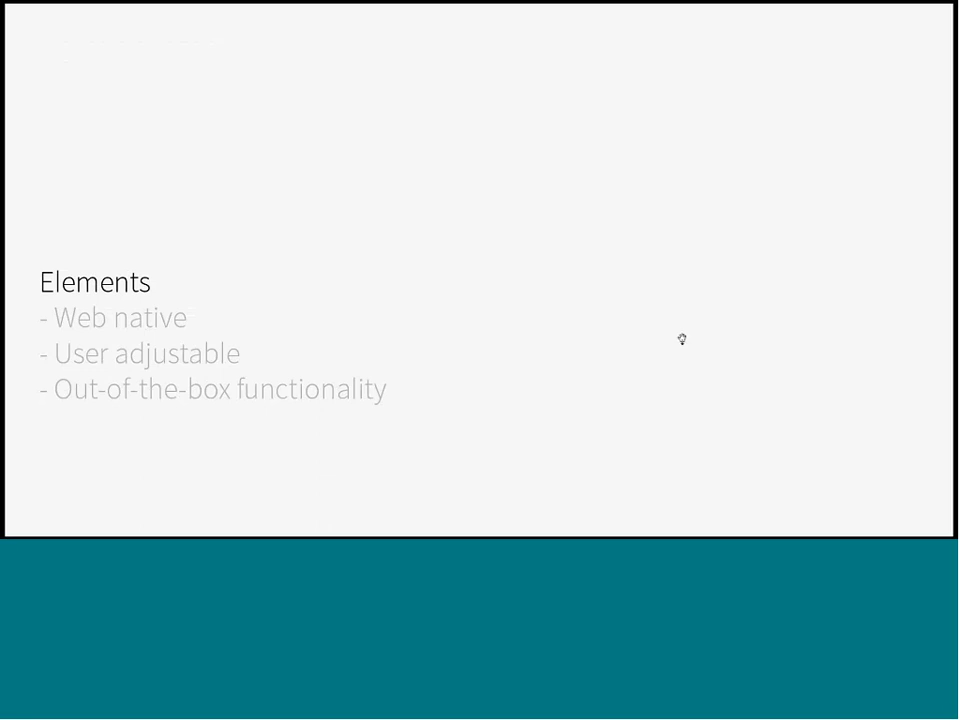 Elements
- Web native
- User adjustable
- Out-of-the-box functionality